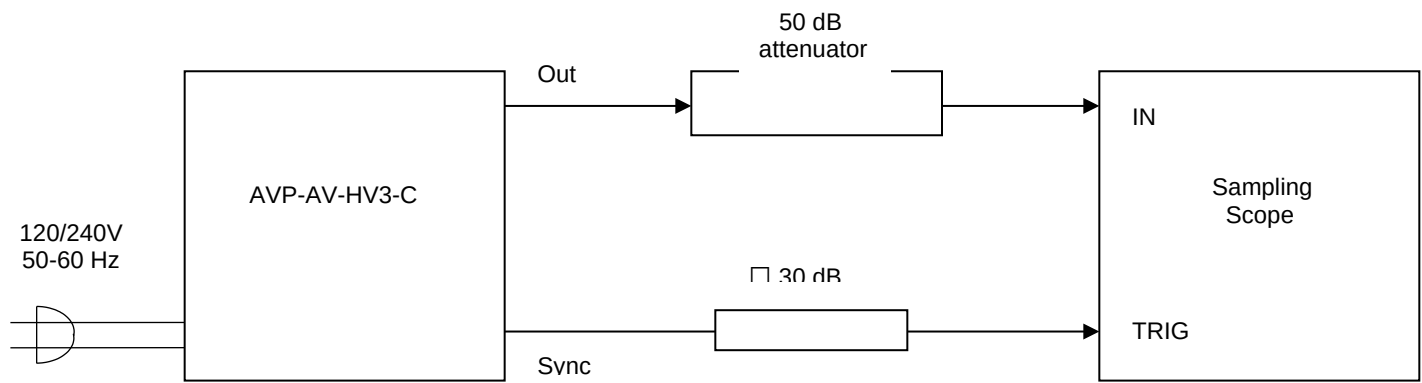 50 dB
attenuator
Out
IN
AVP-AV-HV3-C
Sampling
Scope
120/240V
50-60 Hz
□ 30 dB
TRIG
Sync